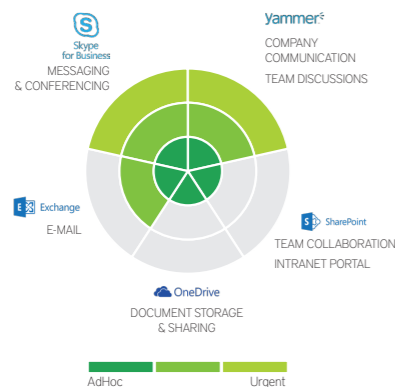 Skype
for Business
MESSAGING
& CONFERENCING
yammer
COMPANY
COMMUNICATION
TEAM DISCUSSIONS
E Exchange
E-MAIL
S SharePoint
TEAM COLLABORATION
INTRANET PORTAL
OneDrive
DOCUMENT STORAGE
& SHARING
AdHoc
Urgent